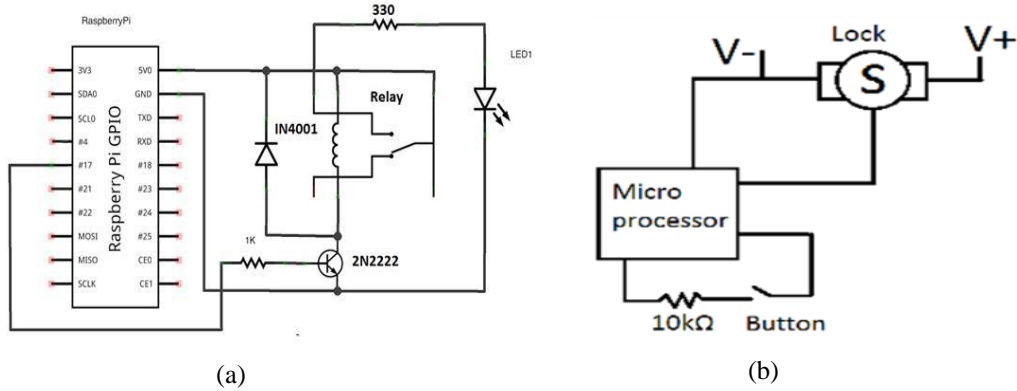 RaspberryPi
330
LED1
3V3
5V0
SDA0
GND
SCL0
TXD
#4
RXD
#17
#18
#21
#23
#22
#24
MOSI
#25
MISO
CE0
SCLK
CE1
Raspberry Pi GPIO
Relay
IN4001
1K
2N2222
(a)
Lock
V-
V+
S
Micro
processor
10kΩ
Button
(b)